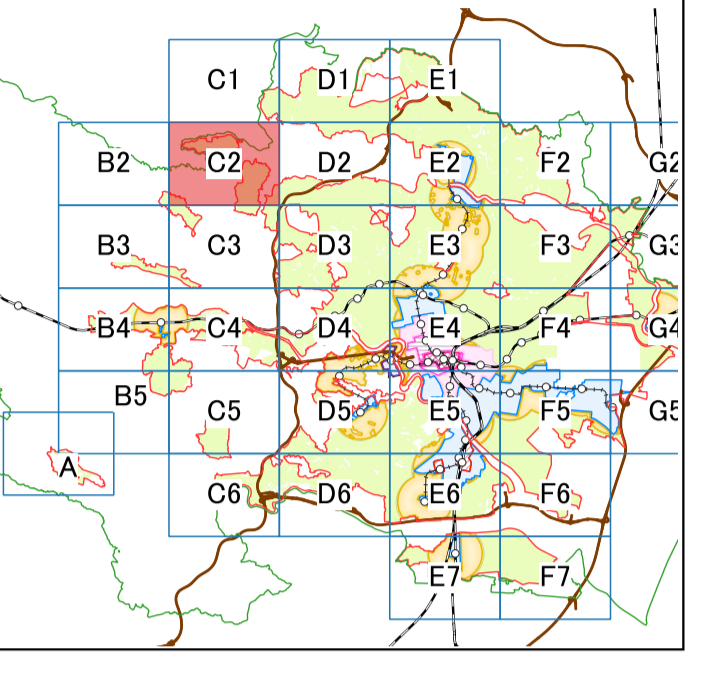 C1 D1 E1
B2 C2 D2 E2 F2 G2
B3 C3 D3 E3 F3 G3
B4 C4 D4 E4 F4 G4
B5 C5 D5 E5 F5 G5
A C6 D6 E6 F6
E7 F7